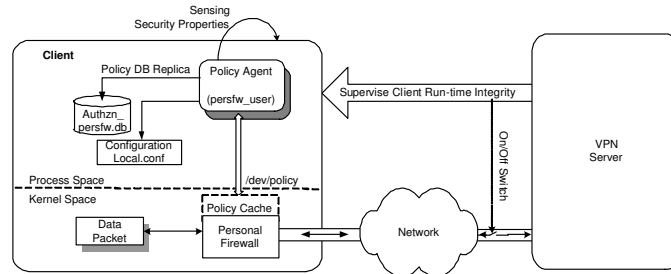 Sensing
Security Properties
Client
Policy DB Replica
Policy Agent
(persfw_user)
Authzn_
persfw.db
Configuration
Local.conf
Supervise Client Run-time Integrity
On/Off Switch
VPN
Server
Process Space
/dev/policy
Kernel Space
Policy Cache
Data
Packet
Personal
Firewall
Network